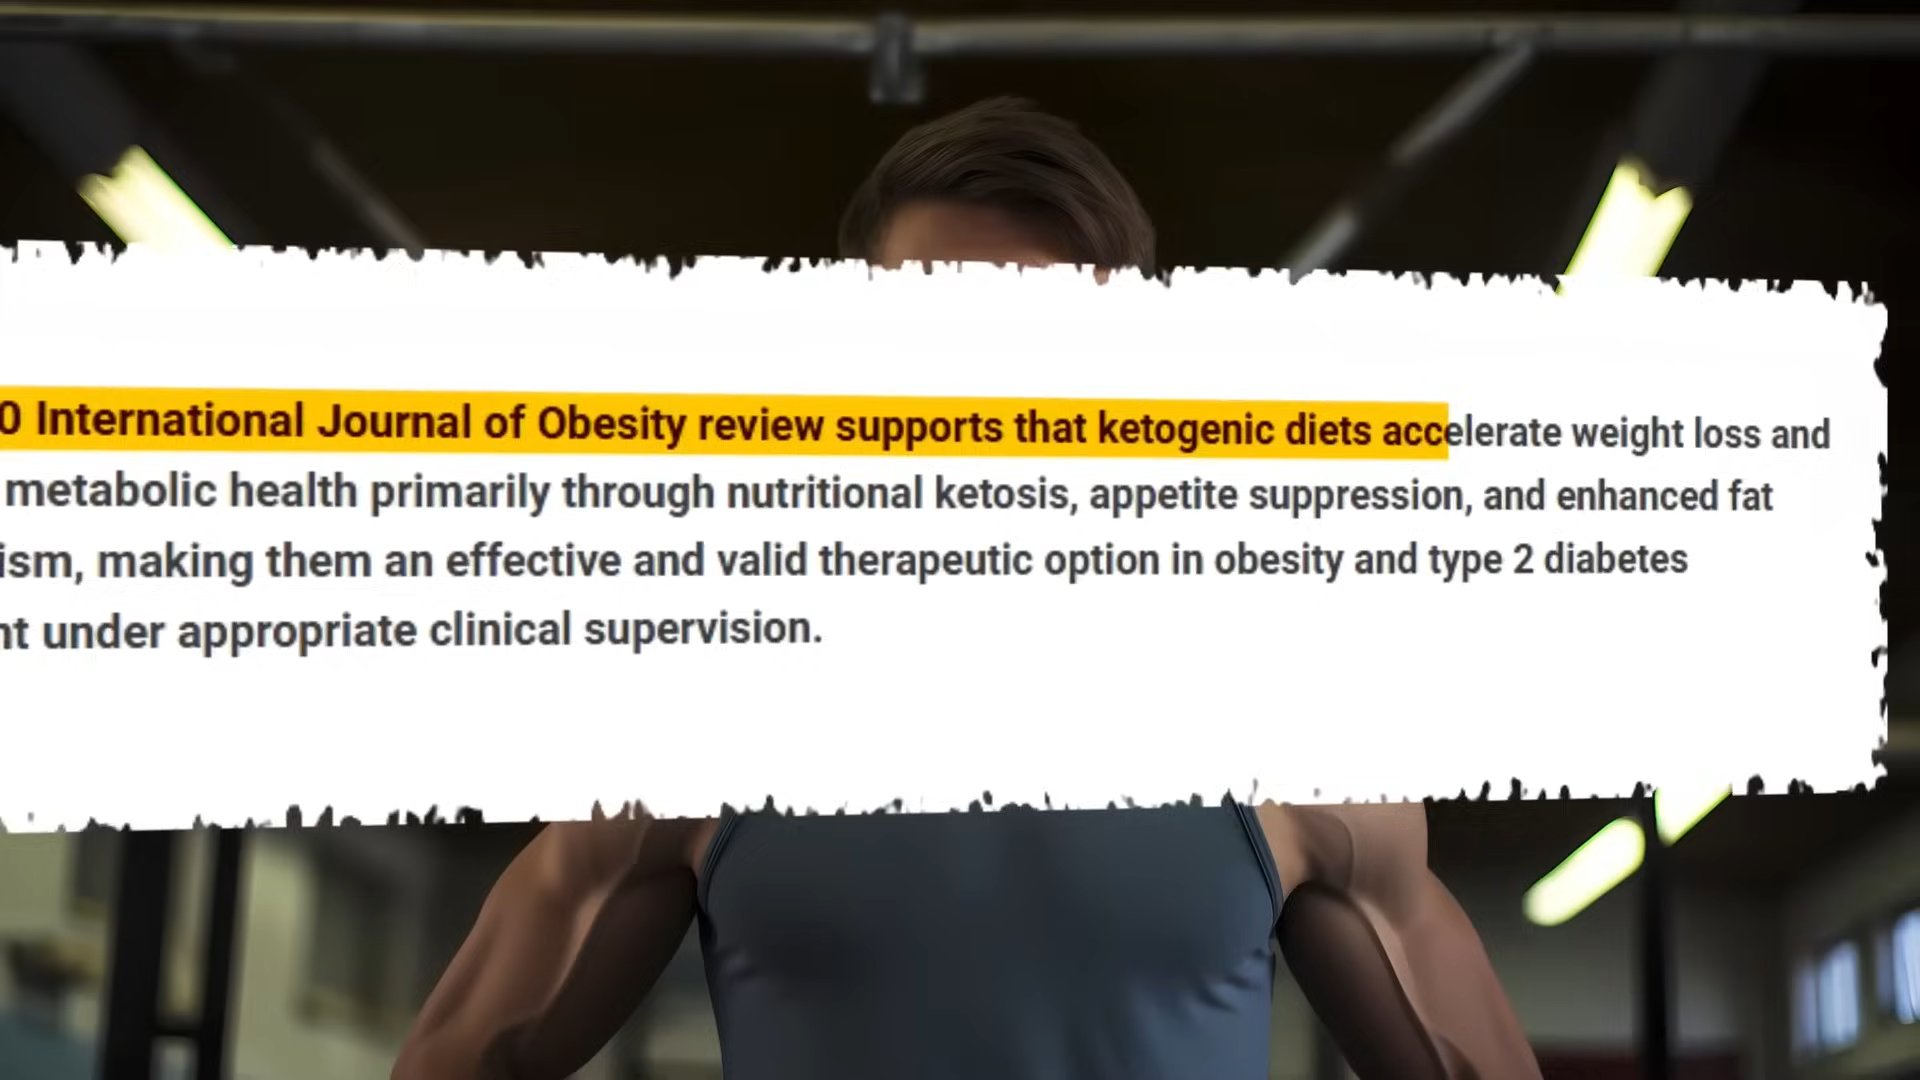 0 International Journal of Obesity review supports that ketogenic diets accelerate weight loss and
metabolic health primarily through nutritional ketosis, appetite suppression, and enhanced fat
ism, making them an effective and valid therapeutic option in obesity and type 2 diabetes
nt under appropriate clinical supervision.